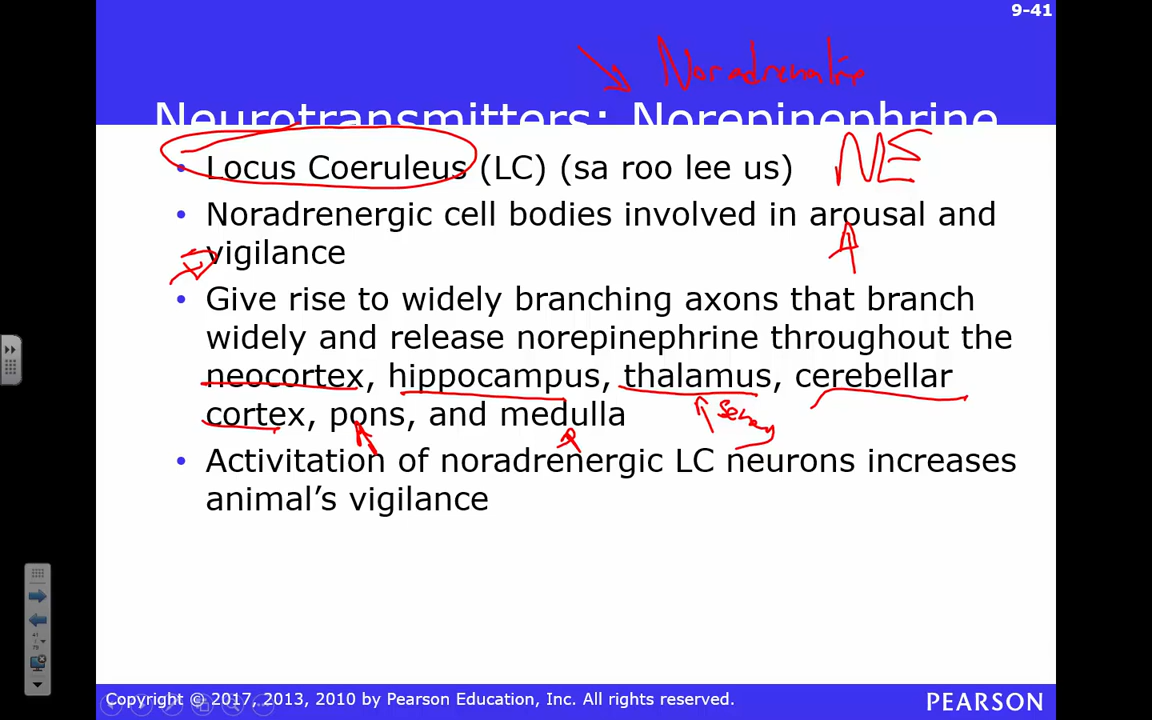 9-41
Noradrenaline
Neurotransmitters: Norepinephrine
NE
• Locus Coeruleus (LC) (sa roo lee us)
• Noradrenergic cell bodies involved in arousal and
vigilance
• Give rise to widely branching axons that branch
widely and release norepinephrine throughout the
neocortex, hippocampus, thalamus, cerebellar
cortex, pons, and medulla
• Activitation of noradrenergic LC neurons increases
animal’s vigilance
41
/
79
Copyright © 2017, 2013, 2010 by Pearson Education, Inc. All rights reserved.
PEARSON